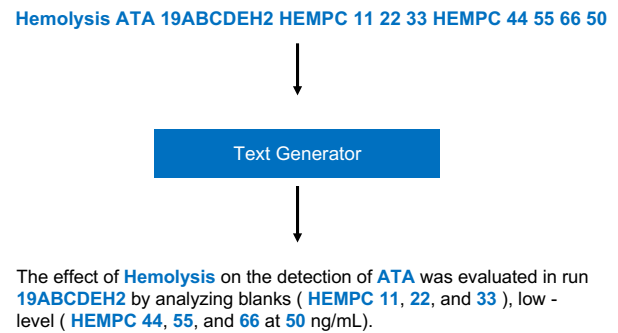 Hemolysis ATA 19ABCDEH2 HEMPC 11 22 33 HEMPC 44 55 66 50
Text Generator
The effect of Hemolysis on the detection of ATA was evaluated in run
19ABCDEH2 by analyzing blanks ( HEMPC 11, 22, and 33 ), low -
level ( HEMPC 44, 55, and 66 at 50 ng/mL).